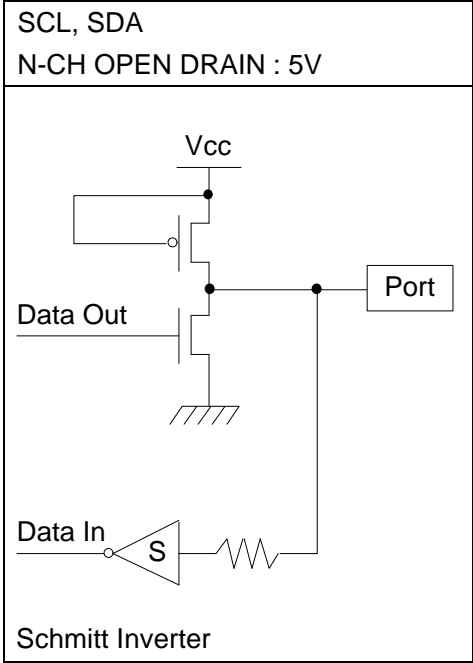 SCL, SDA
N-CH OPEN DRAIN : 5V
Vcc
Port
Data Out
Data In
S
Schmitt Inverter